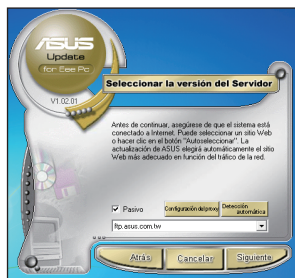 ASUS
Update
for Eee Pc
V1.02.01
Seleccionar la versión del Servidor
Antes de continuar, asegúrese de que el sistema está
conectado a Internet. Puede seleccionar un sitio Web
o hacer clic en el botón "Autoseleccionar". La
actualización de ASUS elegirá automáticamente el sitio
Web más adecuado en función del tráfico de la red.
Pasivo
Configuración del proxy
Detección
automática
ftp.asus.com.tw
Atrás
Cancelar
Siguiente